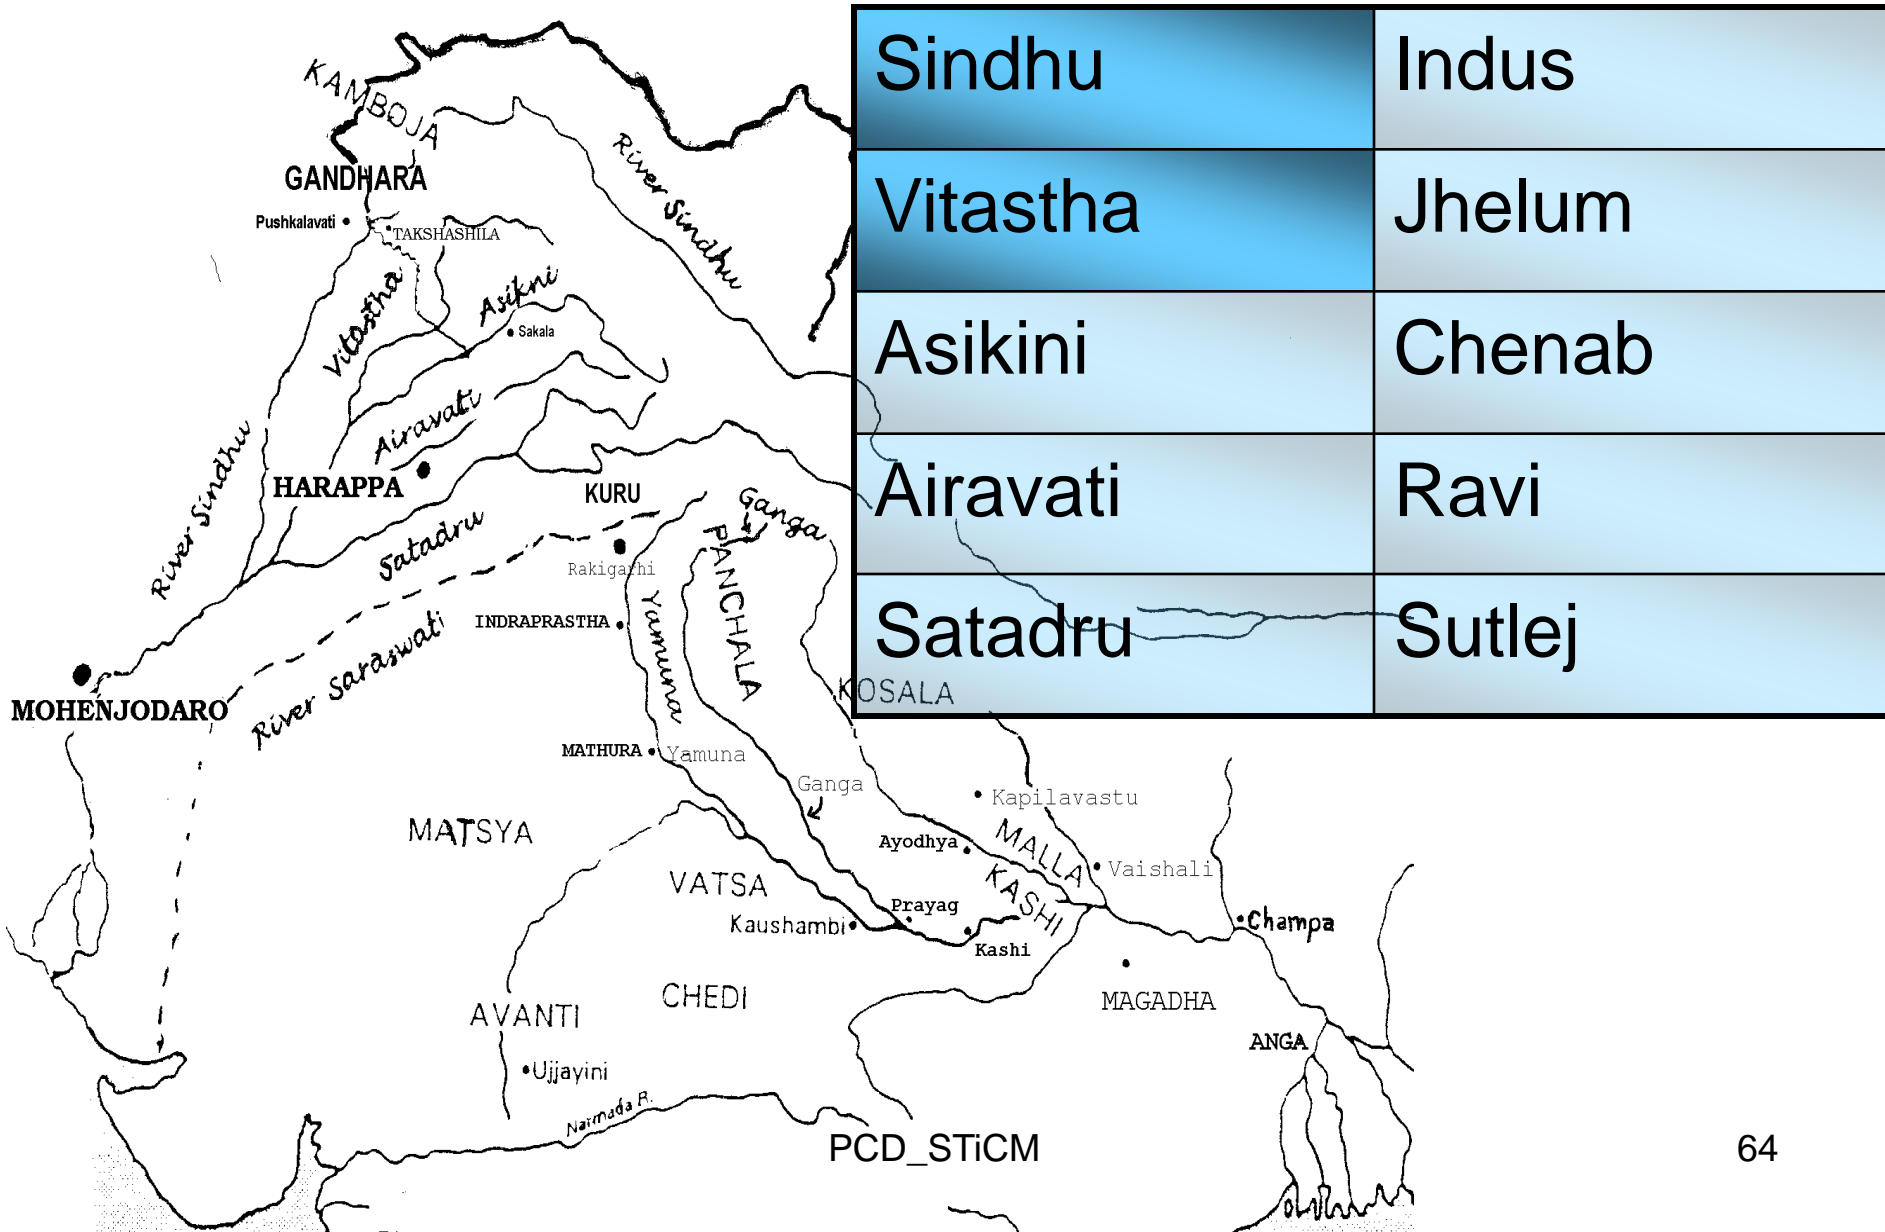 Sindhu Indus
Vitastha Jhelum
Asikini Chenab
Airavati Ravi
Satadru Sutlej
KAMBOJA
GANDHARA
Pushkalavati
TAKSHASHILA
River Sindhu
Vitastha
Asikni
Sakala
Airavati
River Sindhu
HARAPPA
KURU
Ganga
Satadru
Rakigarhi
PANCHALA
INDRAPRASTHA
Yamuna
River Saraswati
MOHENJODARO
KOSALA
MATHURA
Yamuna
Ganga
Kapilavastu
MATSYA
Ayodhya
MALLA
Vaishali
VATSA
KASHI
Prayag
Kaushambi
Kashi
Champa
CHEDI
MAGADHA
AVANTI
ANGA
Ujjayini
Narmada R.
PCD_STiCM
64